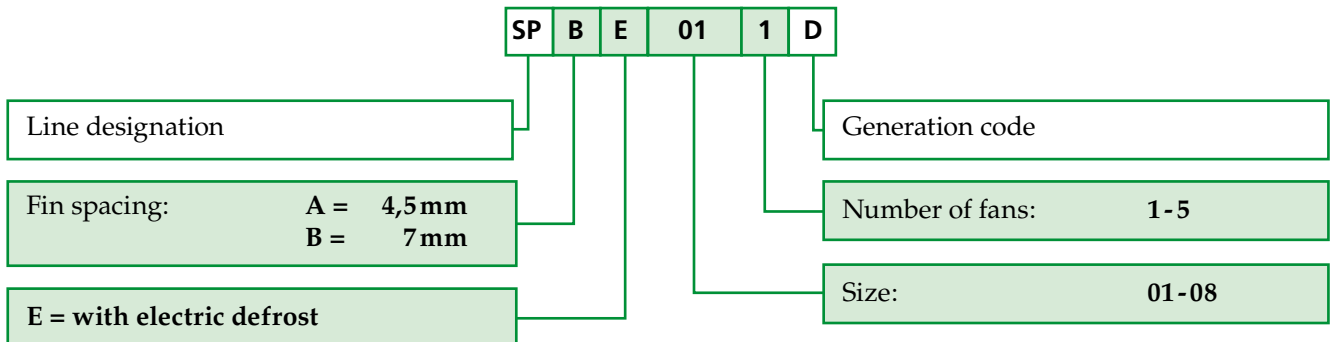 SP B E 01 1 D
Line designation
Generation code
Fin spacing: A = 4,5 mm
B = 7 mm
Number of fans: 1 - 5
E = with electric defrost
Size: 01 - 08